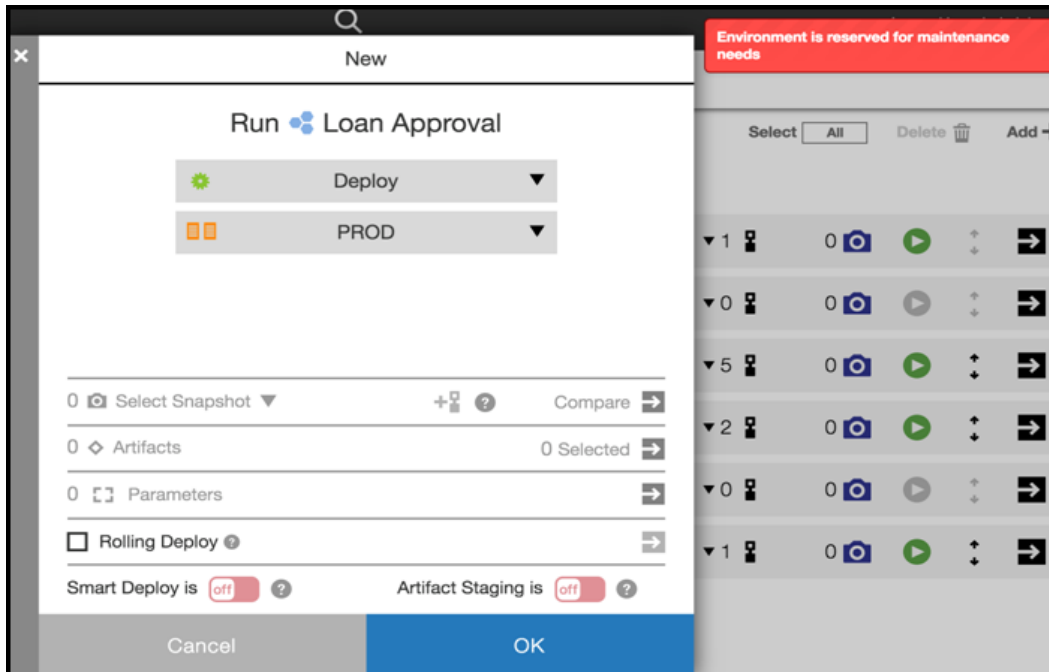 Environment is reserved for maintenance
needs
New
Run Loan Approval
Deploy
PROD
Select All Delete Add
1 0
0 0
5 0
2 0
0 0
1 0
0 Select Snapshot ? Compare
0 Artifacts 0 Selected
0 Parameters
Rolling Deploy ?
Smart Deploy is off ? Artifact Staging is off ?
Cancel OK